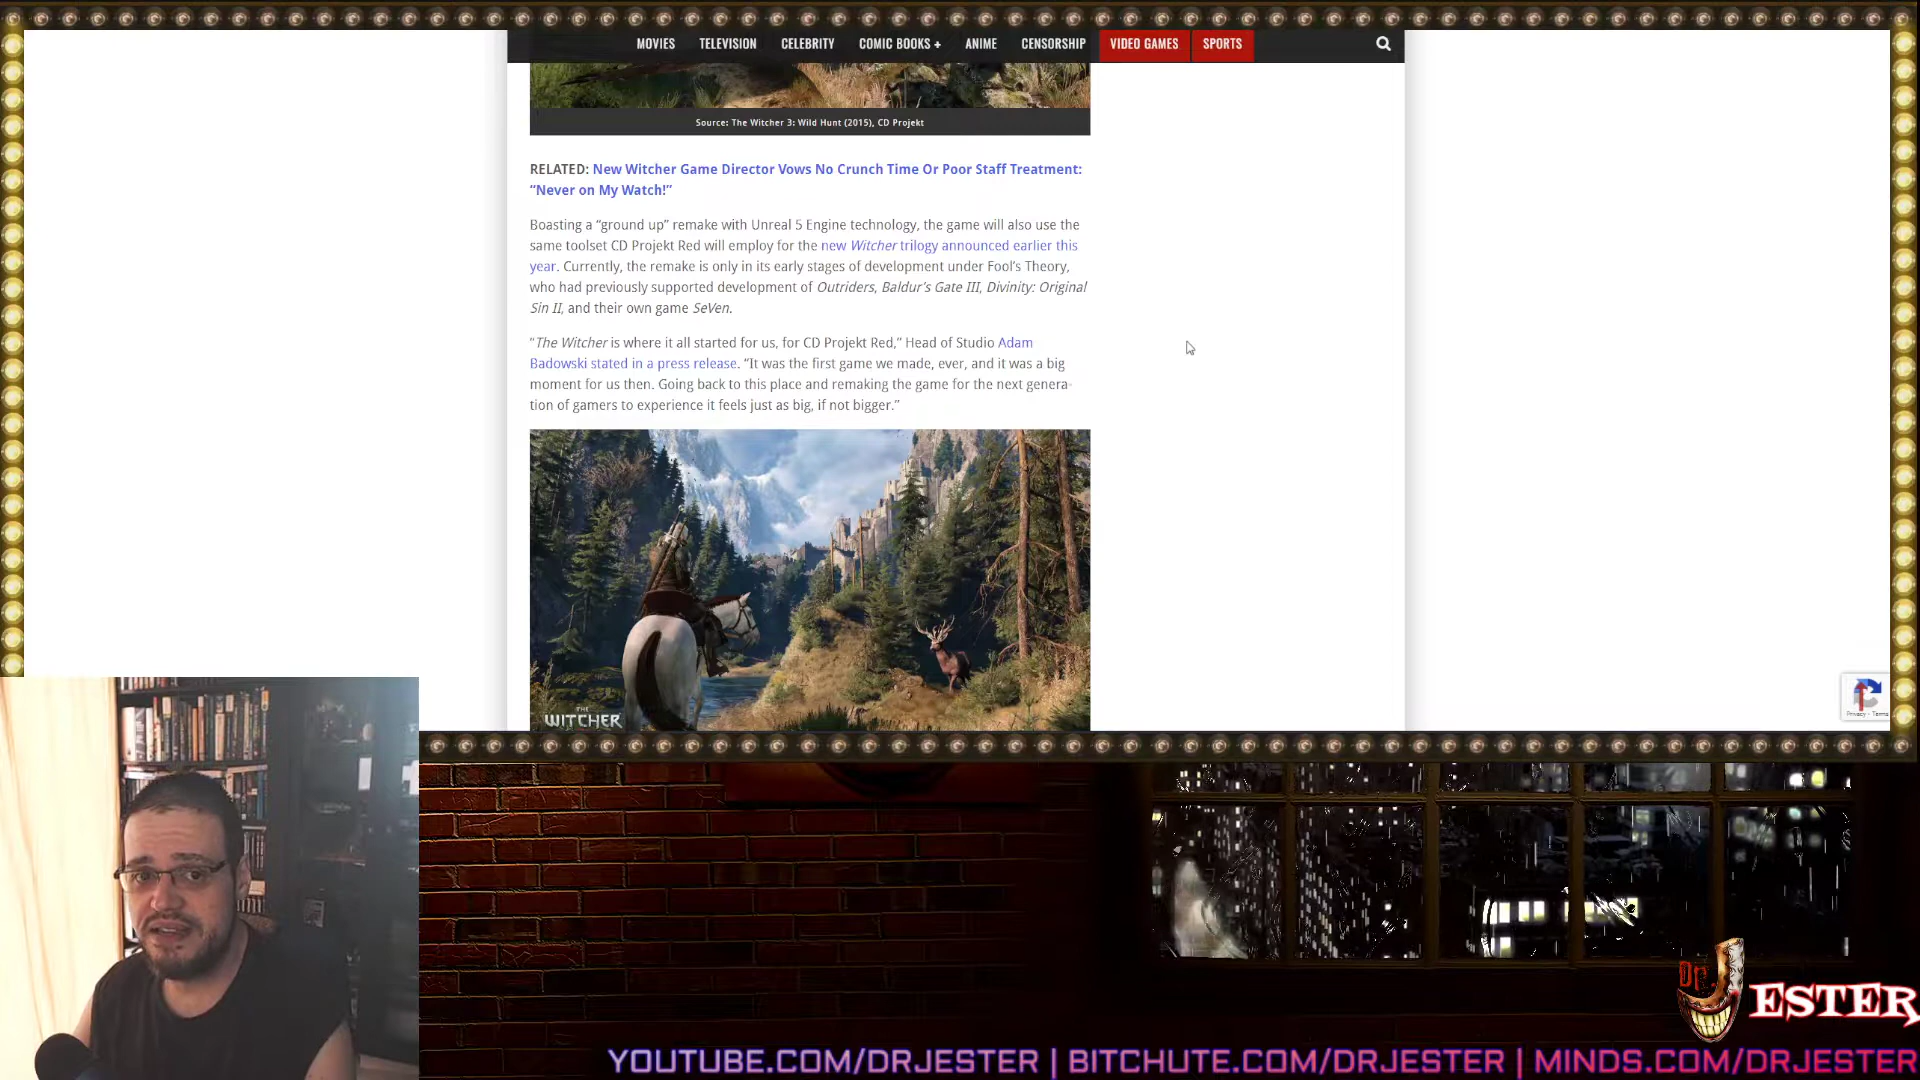 MOVIES TELEVISION CELEBRITY COMIC BOOKS + ANIME CENSORSHIP VIDEO GAMES SPORTS
Source: The Witcher 3: Wild Hunt (2015), CD Projekt
RELATED: New Witcher Game Director Vows No Crunch Time Or Poor Staff Treatment:
“Never on My Watch!”
Boasting a “ground up” remake with Unreal 5 Engine technology, the game will also use the
same toolset CD Projekt Red will employ for the new Witcher trilogy announced earlier this
year. Currently, the remake is only in its early stages of development under Fool’s Theory,
who had previously supported development of Outriders, Baldur’s Gate III, Divinity: Original
Sin II, and their own game SeVen.
“The Witcher is where it all started for us, for CD Projekt Red,” Head of Studio Adam
Badowski stated in a press release. “It was the first game we made, ever, and it was a big
moment for us then. Going back to this place and remaking the game for the next genera-
tion of gamers to experience it feels just as big, if not bigger.”
THE
WITCHER
Privacy - Terms
Dr. JESTER
YOUTUBE.COM/DRJESTER | BITCHUTE.COM/DRJESTER | MINDS.COM/DRJESTER